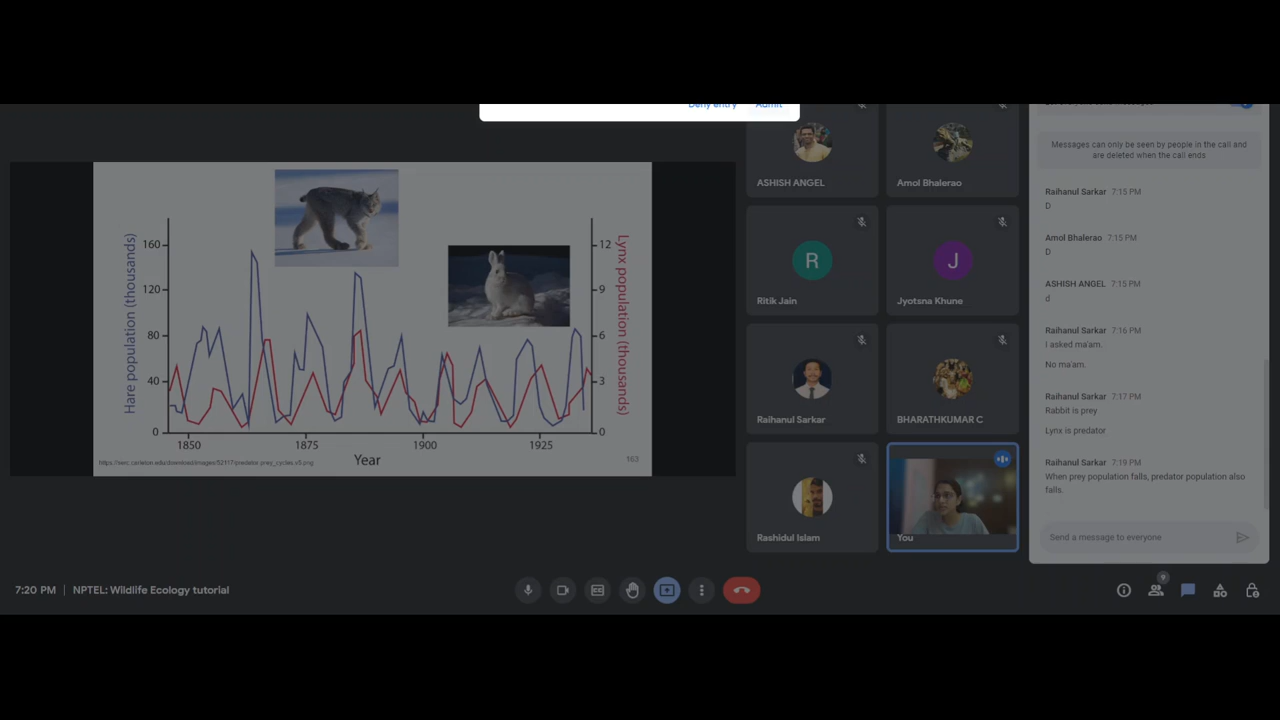 Deny entry Admit
160
120
80
40
0
Hare population (thousands)
12
9
6
3
0
Lynx population (thousands)
1850 1875 1900 1925
Year
163
ASHISH ANGEL
Amol Bhalerao
R
Ritik Jain
J
Jyotsna Khune
Raihanul Sarkar
BHARATHKUMAR C
Rashidul Islam
You
Messages can only be seen by people in the call and
are deleted when the call ends
Raihanul Sarkar 7:15 PM
D
Amol Bhalerao 7:15 PM
D
ASHISH ANGEL 7:15 PM
d
Raihanul Sarkar 7:16 PM
I asked ma'am.
No ma'am.
Raihanul Sarkar 7:17 PM
Rabbit is prey
Lynx is predator
Raihanul Sarkar 7:19 PM
When prey population falls, predator population also
falls.
Send a message to everyone
7:20 PM | NPTEL: Wildlife Ecology tutorial
9